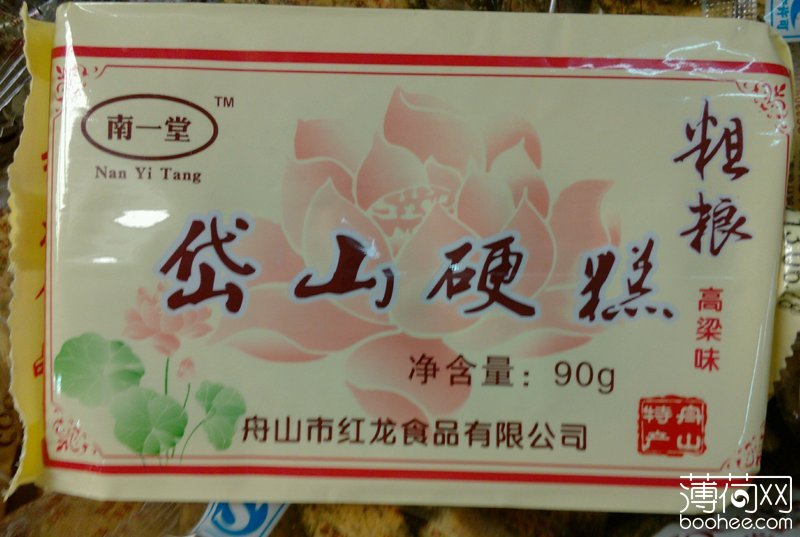 南一堂
TM
Nan Yi Tang
粗粮
岱山硬糕
高梁味
净含量：90g
舟山特产
舟山市红龙食品有限公司
薄荷网
boohee.com